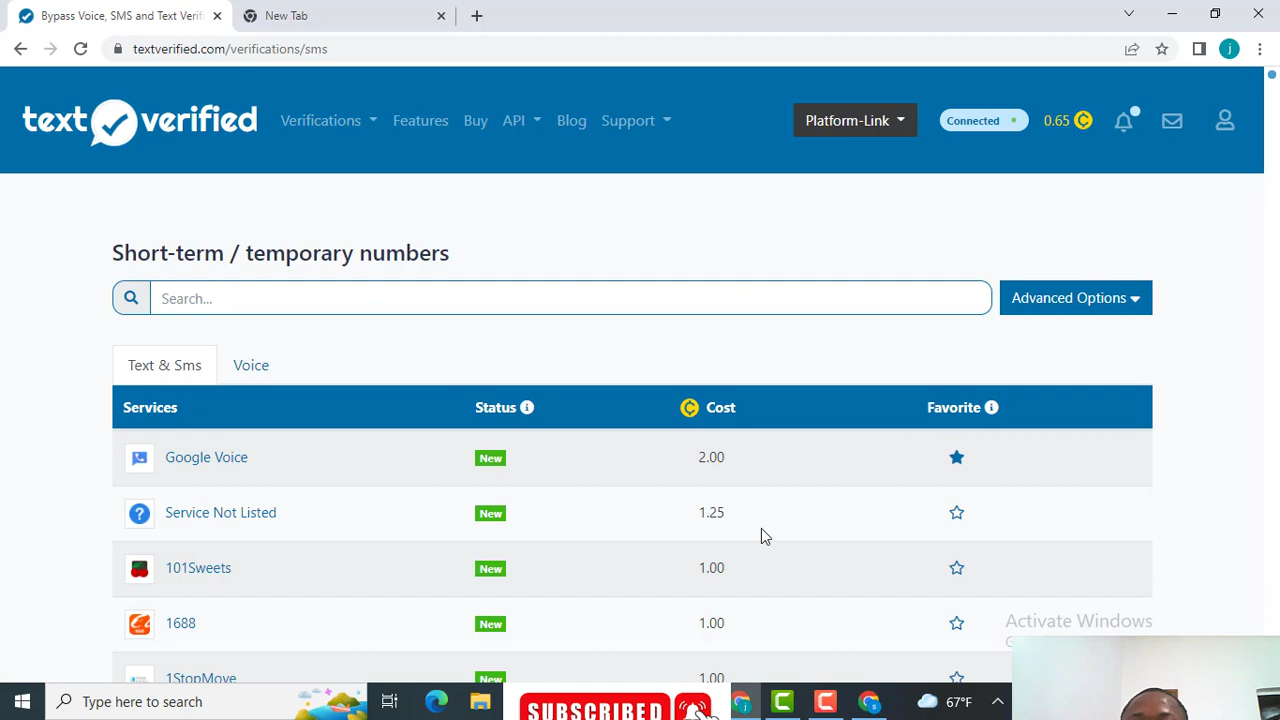 Bypass Voice, SMS and Text Verifi
New Tab
textverified.com/verifications/sms
j
text verified
Verifications
Features
Buy
API
Blog
Support
Platform-Link
Connected
0.65
Short-term / temporary numbers
Search...
Advanced Options
Text & Sms
Voice
Services
Status
Cost
Favorite
Google Voice
New
2.00
Service Not Listed
New
1.25
101Sweets
New
1.00
1688
New
1.00
Activate Windows
1StopMove
New
1.00
Type here to search
SUBSCRIBED
67°F